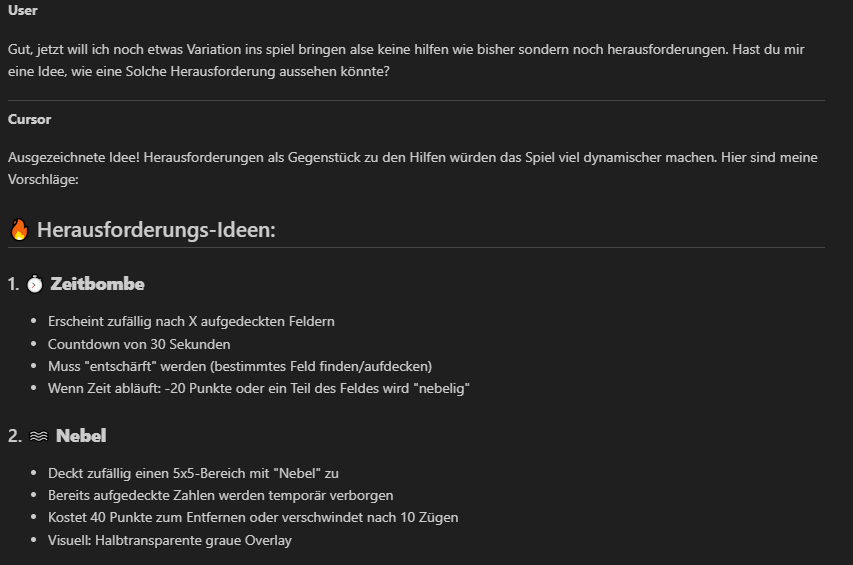 User
Gut, jetzt will ich noch etwas Variation ins spiel bringen alse keine hilfen wie bisher sondern noch herausforderungen. Hast du mir
eine Idee, wie eine Solche Herausforderung aussehen könnte?
Cursor
Ausgezeichnete Idee! Herausforderungen als Gegenstück zu den Hilfen würden das Spiel viel dynamischer machen. Hier sind meine
Vorschläge:
🔥 Herausforderungs-Ideen:
1. ⏱️ Zeitbombe
• Erscheint zufällig nach X aufgedeckten Feldern
• Countdown von 30 Sekunden
• Muss "entschärft" werden (bestimmtes Feld finden/aufdecken)
• Wenn Zeit abläuft: -20 Punkte oder ein Teil des Feldes wird "nebelig"
2. 🌫️ Nebel
• Deckt zufällig einen 5x5-Bereich mit "Nebel" zu
• Bereits aufgedeckte Zahlen werden temporär verborgen
• Kostet 40 Punkte zum Entfernen oder verschwindet nach 10 Zügen
• Visuell: Halbtransparente graue Overlay